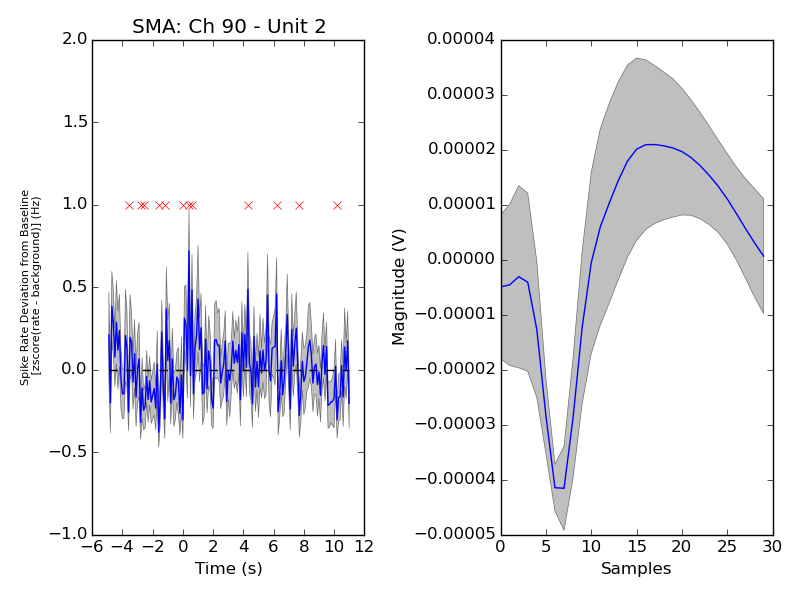 SMA: Ch 90 - Unit 2
Spike Rate Deviation from Baseline
[zscore(rate - background)] (Hz)
2.0
1.5
1.0
0.5
0.0
−0.5
−1.0
−6 −4 −2 0 2 4 6 8 10 12
Time (s)
Magnitude (V)
0.00004
0.00003
0.00002
0.00001
0.00000
−0.00001
−0.00002
−0.00003
−0.00004
−0.00005
0 5 10 15 20 25 30
Samples